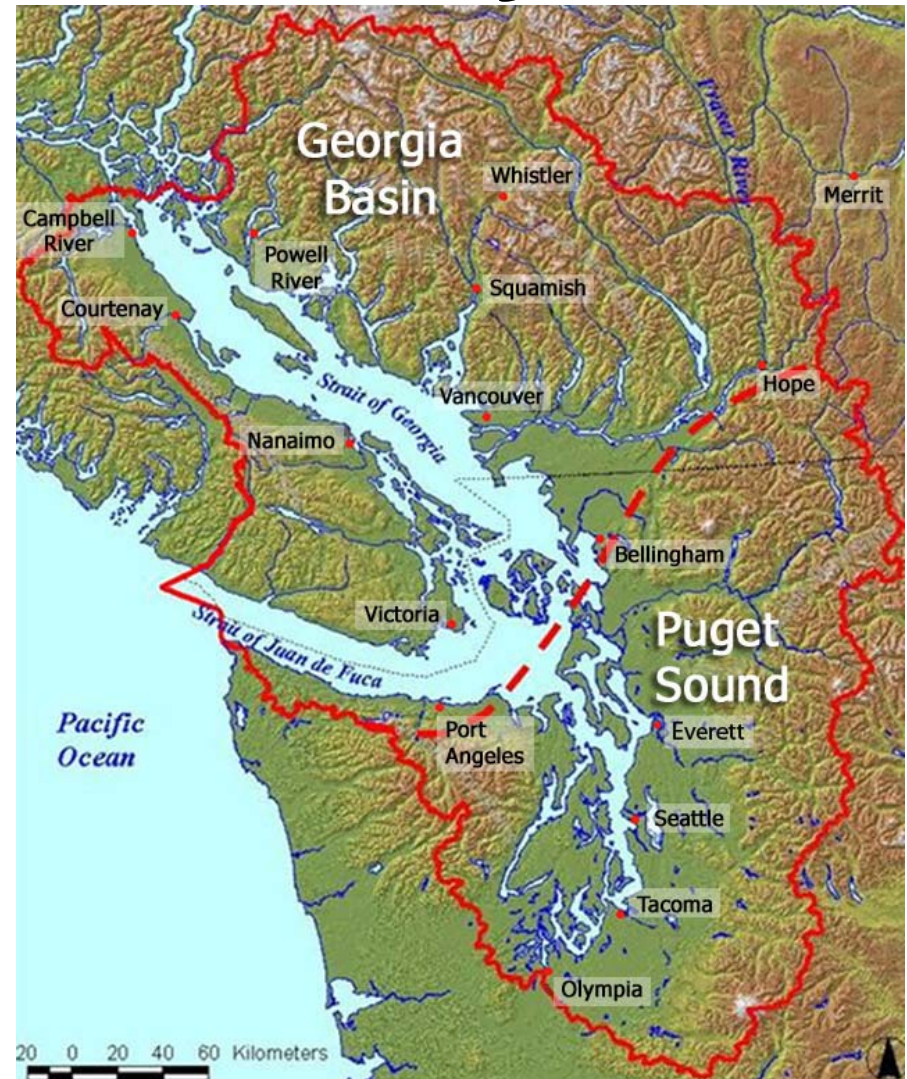 Georgia
Basin
Fraser
River
Whistler
Merrit
Campbell
River
Powell
River
Squamish
Courtenay
Strait of Georgia
Vancouver
Hope
Nanaimo
Bellingham
Victoria
Strait of Juan de Fuca
Puget
Sound
Pacific
Ocean
Port
Angeles
Everett
Seattle
Tacoma
Olympia
20 0 20 40 60 Kilometers